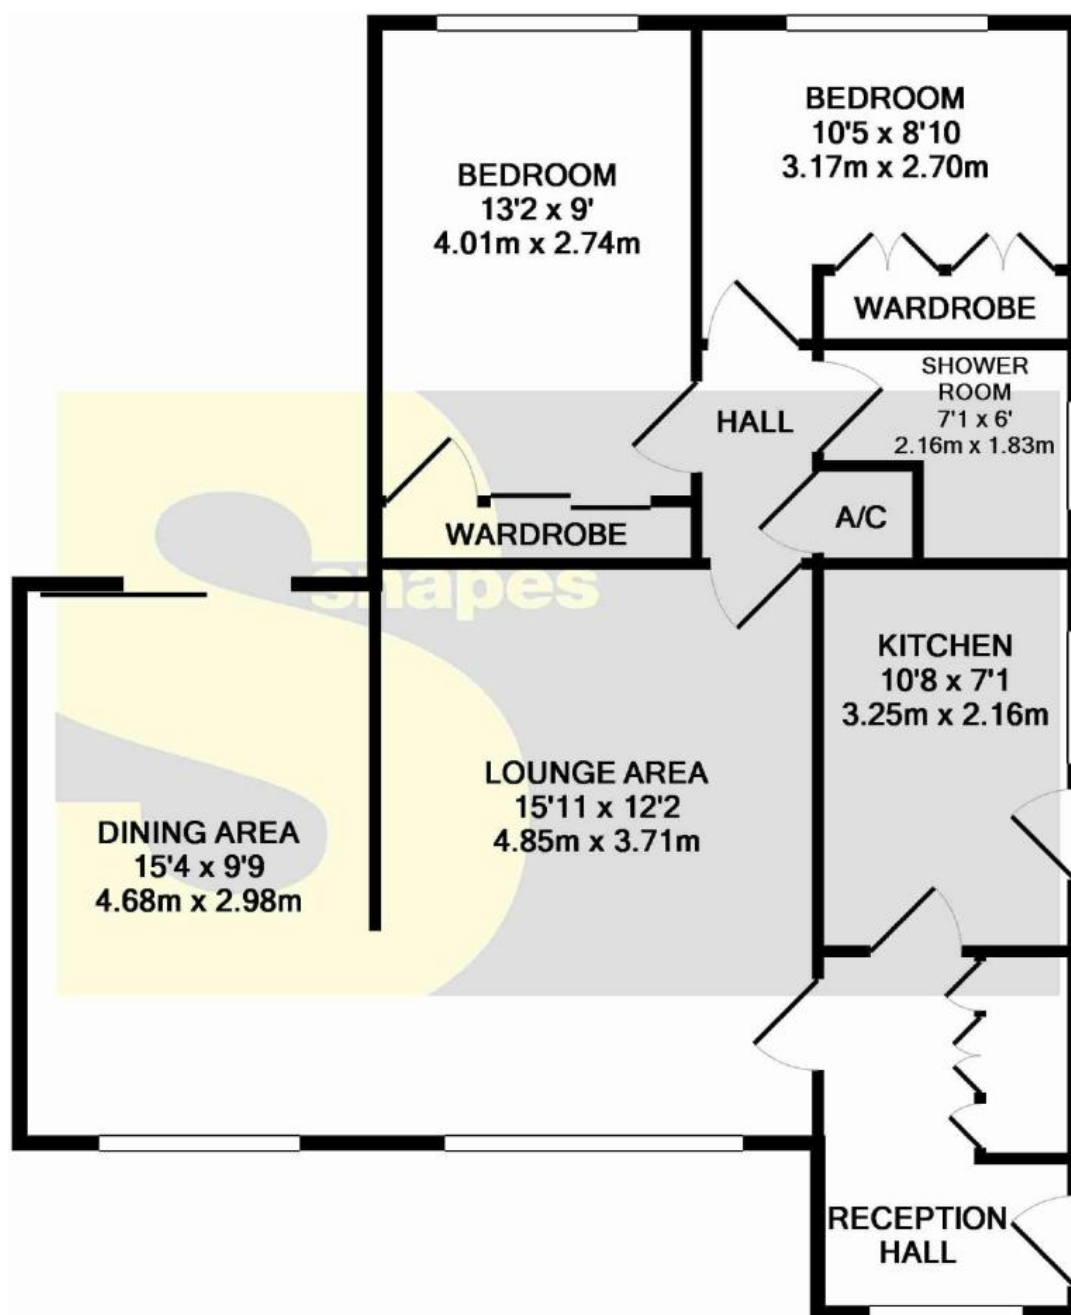 BEDROOM
10'5 x 8'10
3.17m x 2.70m
BEDROOM
13'2 x 9'
4.01m x 2.74m
WARDROBE
SHOWER
ROOM
7'1 x 6'
2.16m x 1.83m
HALL
A/C
WARDROBE
snapes
KITCHEN
10'8 x 7'1
3.25m x 2.16m
LOUNGE AREA
15'11 x 12'2
4.85m x 3.71m
DINING AREA
15'4 x 9'9
4.68m x 2.98m
RECEPTION
HALL